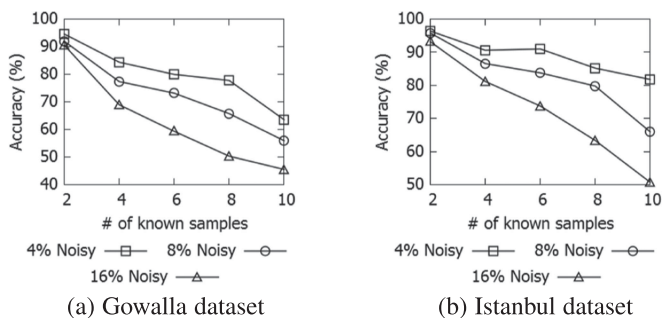 100
90
80
70
60
50
40
Accuracy (%)
2 4 6 8 10
# of known samples
4% Noisy 8% Noisy
16% Noisy
(a) Gowalla dataset
100
90
80
70
60
50
Accuracy (%)
2 4 6 8 10
# of known samples
4% Noisy 8% Noisy
16% Noisy
(b) Istanbul dataset